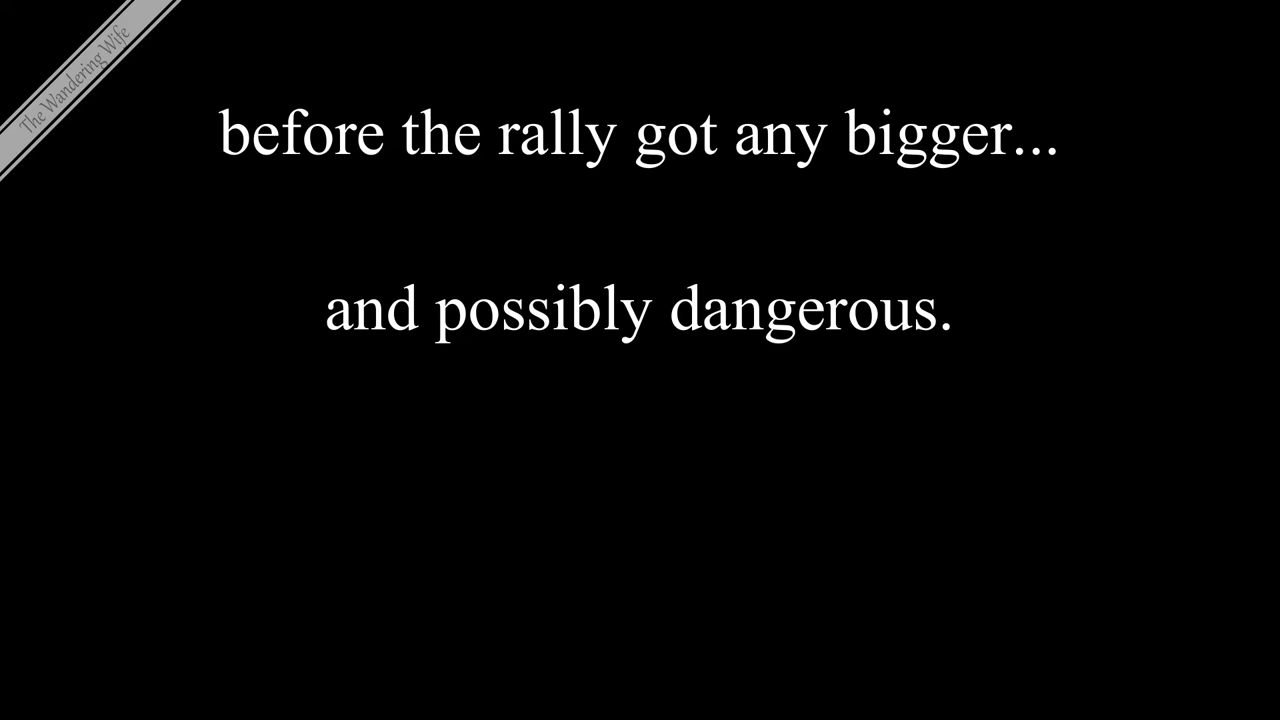 The Wandering Wife
before the rally got any bigger...
and possibly dangerous.